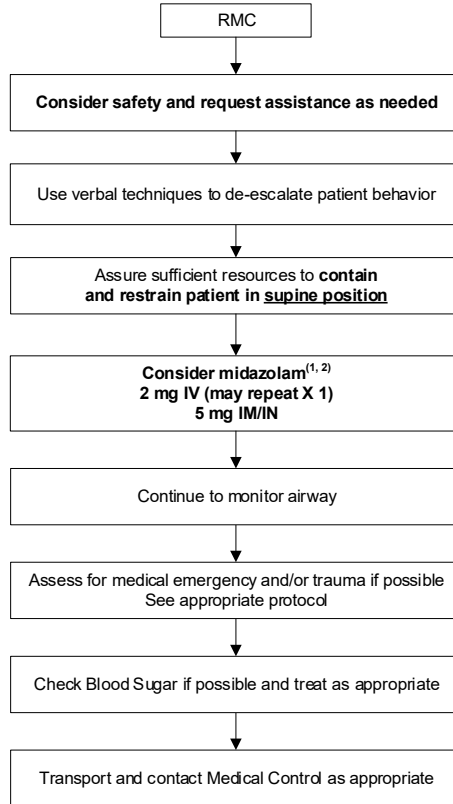 RMC
Consider safety and request assistance as needed
Use verbal techniques to de-escalate patient behavior
Assure sufficient resources to contain
and restrain patient in supine position
Consider midazolam(1, 2)
2 mg IV (may repeat X 1)
5 mg IM/IN
Continue to monitor airway
Assess for medical emergency and/or trauma if possible
See appropriate protocol
Check Blood Sugar if possible and treat as appropriate
Transport and contact Medical Control as appropriate